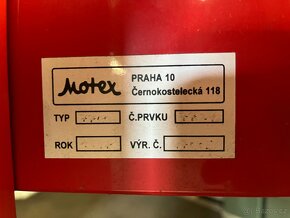 Motex
PRAHA 10
Černokostelecká 118
TYP
Č.PRVKU
ROK
VÝR. Č.